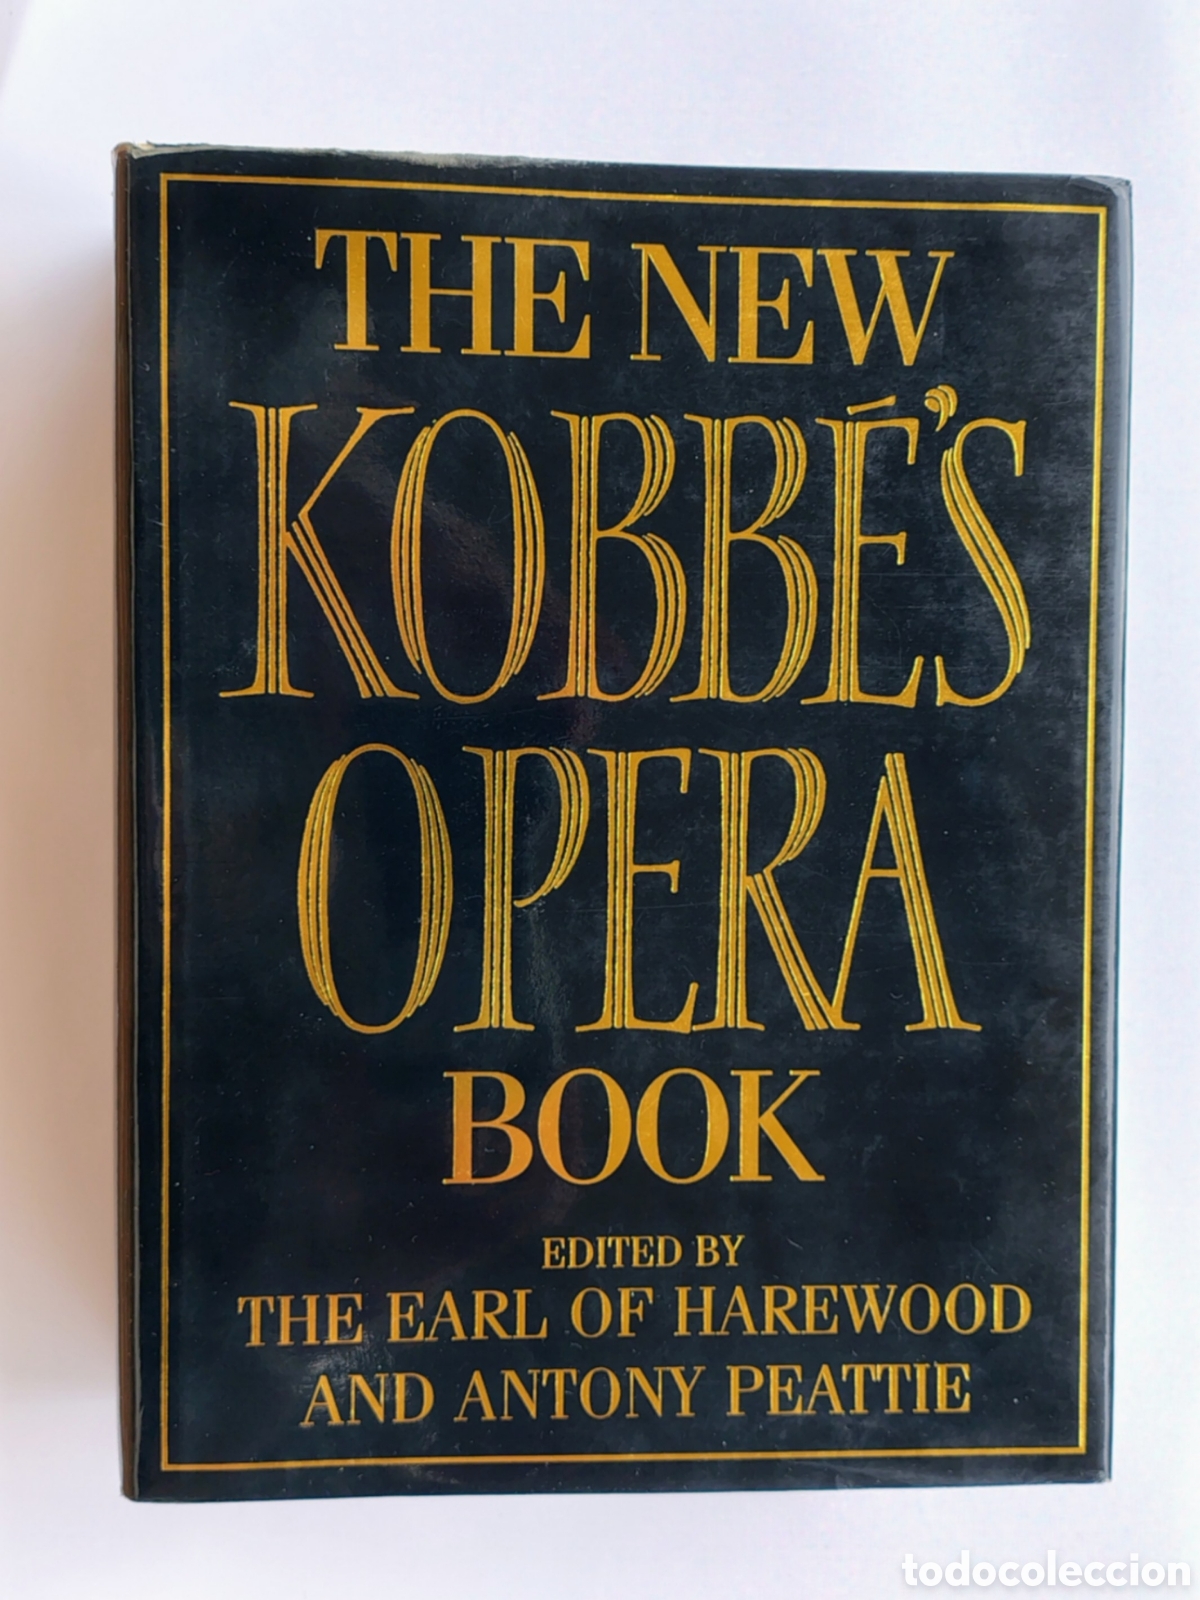 THE NEW
KOBBÉ'S
OPERA
BOOK
EDITED BY
THE EARL OF HAREWOOD
AND ANTONY PEATTIE
todocoleccion